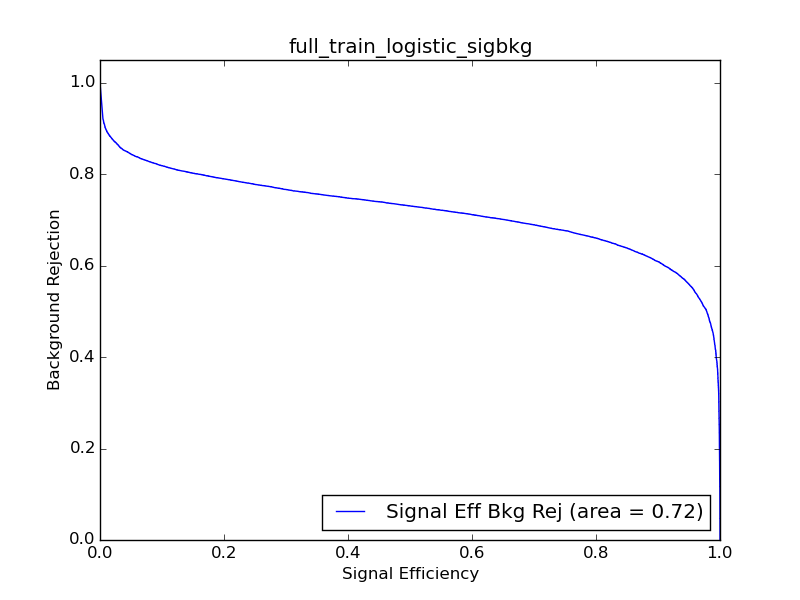 full_train_logistic_sigbkg
1.0
0.8
0.6
0.4
0.2
0.0
Background Rejection
Signal Eff Bkg Rej (area = 0.72)
0.0 0.2 0.4 0.6 0.8 1.0
Signal Efficiency